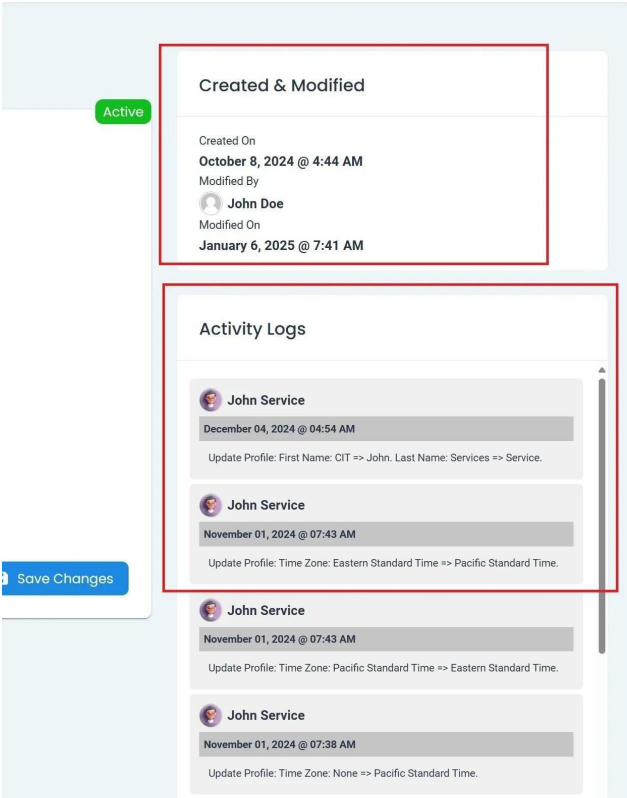 Active
Created & Modified
Created On
October 8, 2024 @ 4:44 AM
Modified By
John Doe
Modified On
January 6, 2025 @ 7:41 AM
Activity Logs
John Service
December 04, 2024 @ 04:54 AM
Update Profile: First Name: CIT => John. Last Name: Services => Service.
John Service
November 01, 2024 @ 07:43 AM
Update Profile: Time Zone: Eastern Standard Time => Pacific Standard Time.
Save Changes
John Service
November 01, 2024 @ 07:43 AM
Update Profile: Time Zone: Pacific Standard Time => Eastern Standard Time.
John Service
November 01, 2024 @ 07:38 AM
Update Profile: Time Zone: None => Pacific Standard Time.